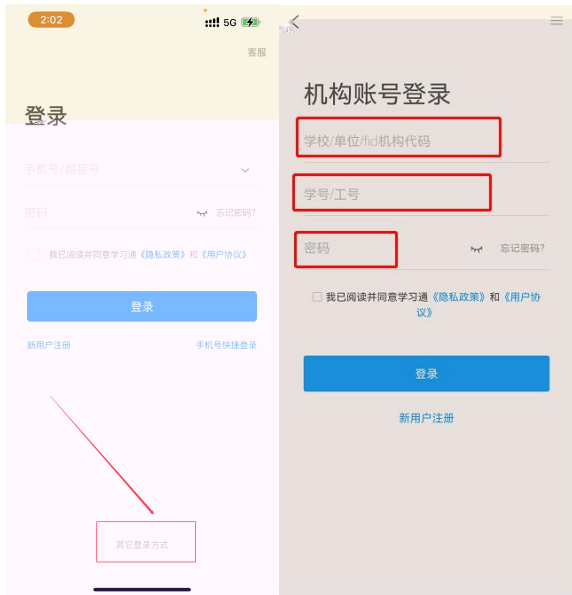 2:02
5G
客服
登录
手机号/超星号
密码
忘记密码?
我已阅读并同意学习通《隐私政策》和《用户协议》
登录
新用户注册
手机号快捷登录
其它登录方式
机构账号登录
学校/单位/fid机构代码
学号/工号
密码
忘记密码?
我已阅读并同意学习通《隐私政策》和《用户协
议》
登录
新用户注册